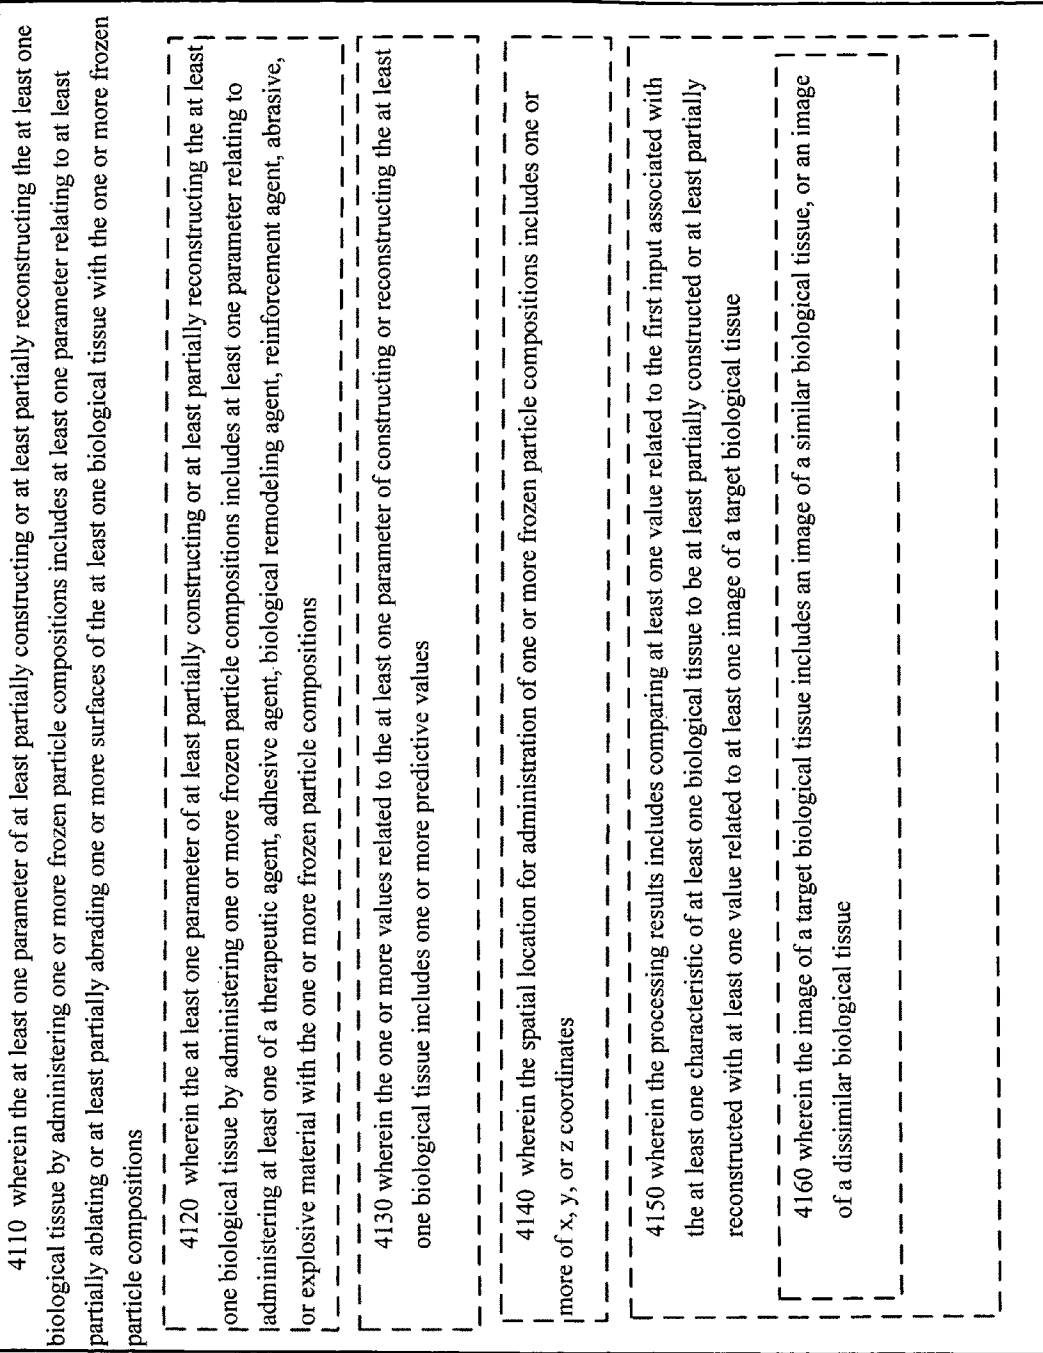 4110 wherein the at least one parameter of at least partially constructing or at least partially reconstructing the at least one
biological tissue by administering one or more frozen particle compositions includes at least one parameter relating to at least
partially ablating or at least partially abrading one or more surfaces of the at least one biological tissue with the one or more frozen
particle compositions
4120 wherein the at least one parameter of at least partially constructing or at least partially reconstructing the at least
one biological tissue by administering one or more frozen particle compositions includes at least one parameter relating to
administering at least one of a therapeutic agent, adhesive agent, biological remodeling agent, reinforcement agent, abrasive,
or explosive material with the one or more frozen particle compositions
4130 wherein the one or more values related to the at least one parameter of constructing or reconstructing the at least
one biological tissue includes one or more predictive values
4140 wherein the spatial location for administration of one or more frozen particle compositions includes one or
more of x, y, or z coordinates
4150 wherein the processing results includes comparing at least one value related to the first input associated with
the at least one characteristic of at least one biological tissue to be at least partially constructed or at least partially
reconstructed with at least one value related to at least one image of a target biological tissue
4160 wherein the image of a target biological tissue includes an image of a similar biological tissue, or an image
of a dissimilar biological tissue